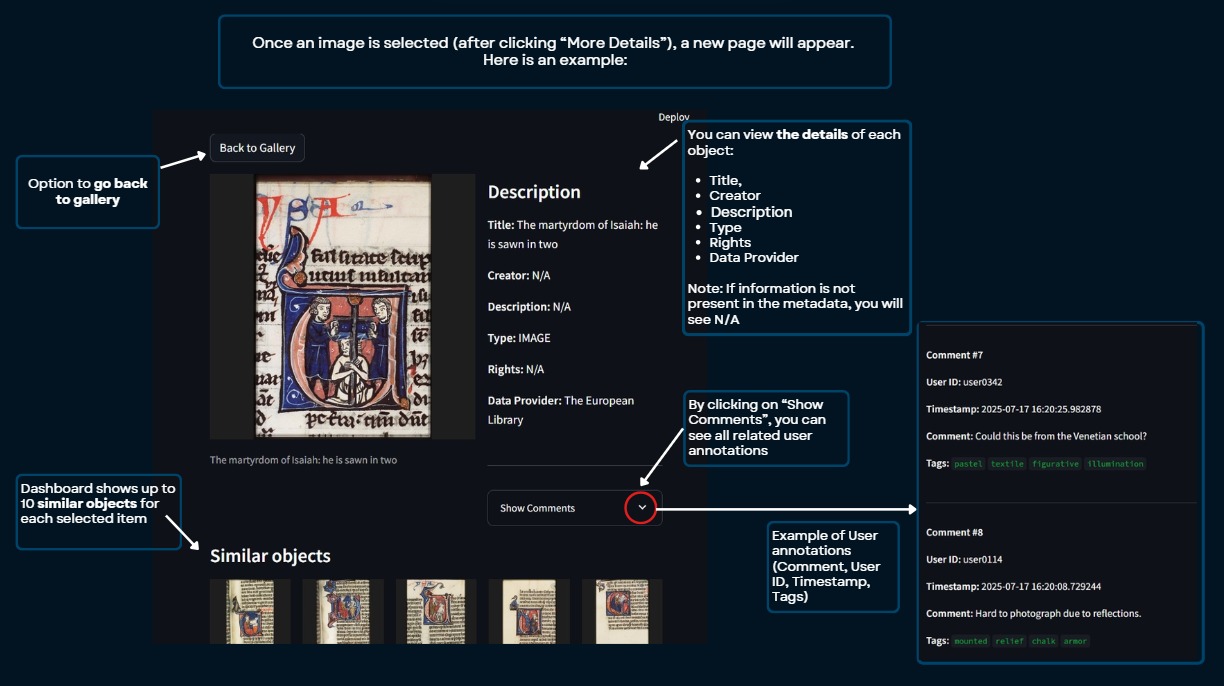 Once an image is selected (after clicking “More Details”), a new page will appear.
Here is an example:
Deploy
Back to Gallery
Option to go back
to gallery
Description
Title: The martyrdom of Isaiah: he
is sawn in two
Creator: N/A
Description: N/A
Type: IMAGE
Rights: N/A
Data Provider: The European
Library
The martyrdom of Isaiah: he is sawn in two
You can view the details of each
object:
• Title,
• Creator
• Description
• Type
• Rights
• Data Provider
Note: If information is not
present in the metadata, you will
see N/A
By clicking on “Show
Comments”, you can
see all related user
annotations
Show Comments
Dashboard shows up to
10 similar objects for
each selected item
Similar objects
Example of User
annotations
(Comment, User
ID, Timestamp,
Tags)
Comment #7
User ID: user0342
Timestamp: 2025-07-17 16:20:25.982878
Comment: Could this be from the Venetian school?
Tags: pastel textile figurative illumination
Comment #8
User ID: user0114
Timestamp: 2025-07-17 16:20:08.729244
Comment: Hard to photograph due to reflections.
Tags: mounted relief chalk armor